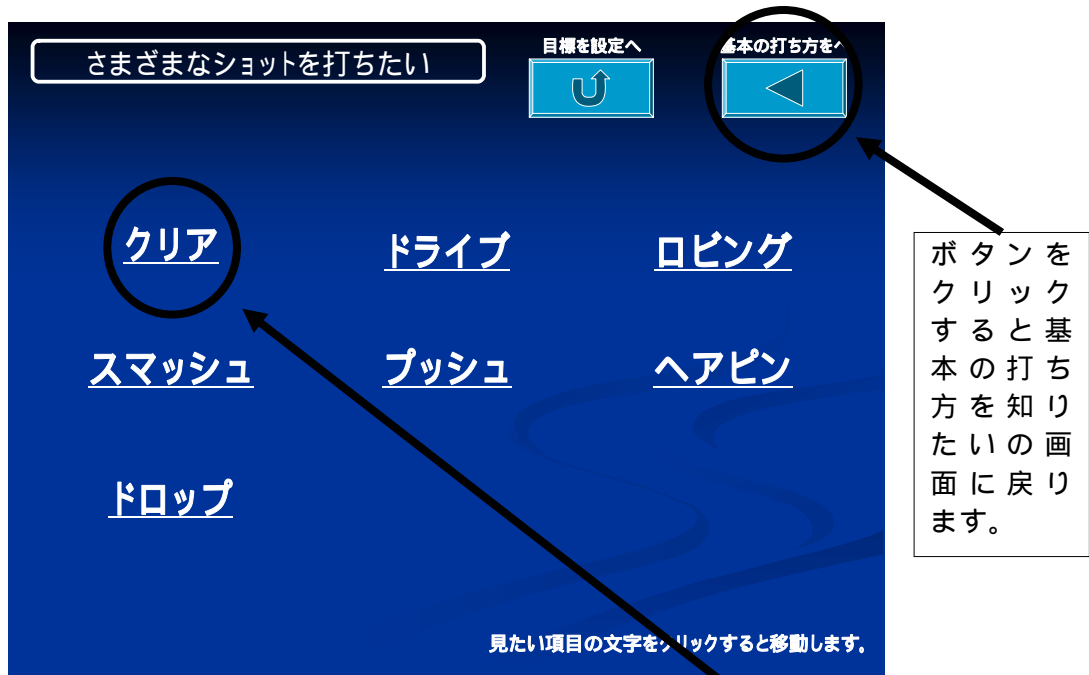 さまざまなショットを打ちたい
目標を設定へ
基本の打ち方をへ
クリア
ドライブ
ロビング
スマッシュ
プッシュ
ヘアピン
ドロップ
見たい項目の文字をクリックすると移動します。
ボタンを
クリック
すると基
本の打ち
方を知り
たいの画
面に戻り
ます。